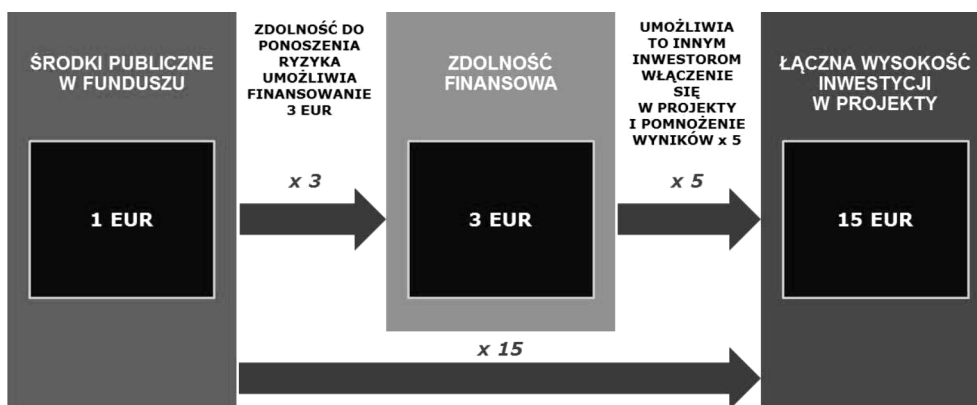 ŚRODKI PUBLICZNE
W FUNDUSZU
1 EUR
ZDOLNOŚĆ DO
PONOSZENIA
RYZYKA
UMOŻLIWIA
FINANSOWANIE
3 EUR
x 3
ZDOLNOŚĆ
FINANSOWA
3 EUR
UMOŻLIWIA
TO INNYM
INWESTOROM
WŁĄCZENIE
SIĘ
W PROJEKTY
I POMNOŻENIE
WYNIKÓW x 5
x 5
ŁĄCZNA WYSOKOŚĆ
INWESTYCJI
W PROJEKTY
15 EUR
x 15